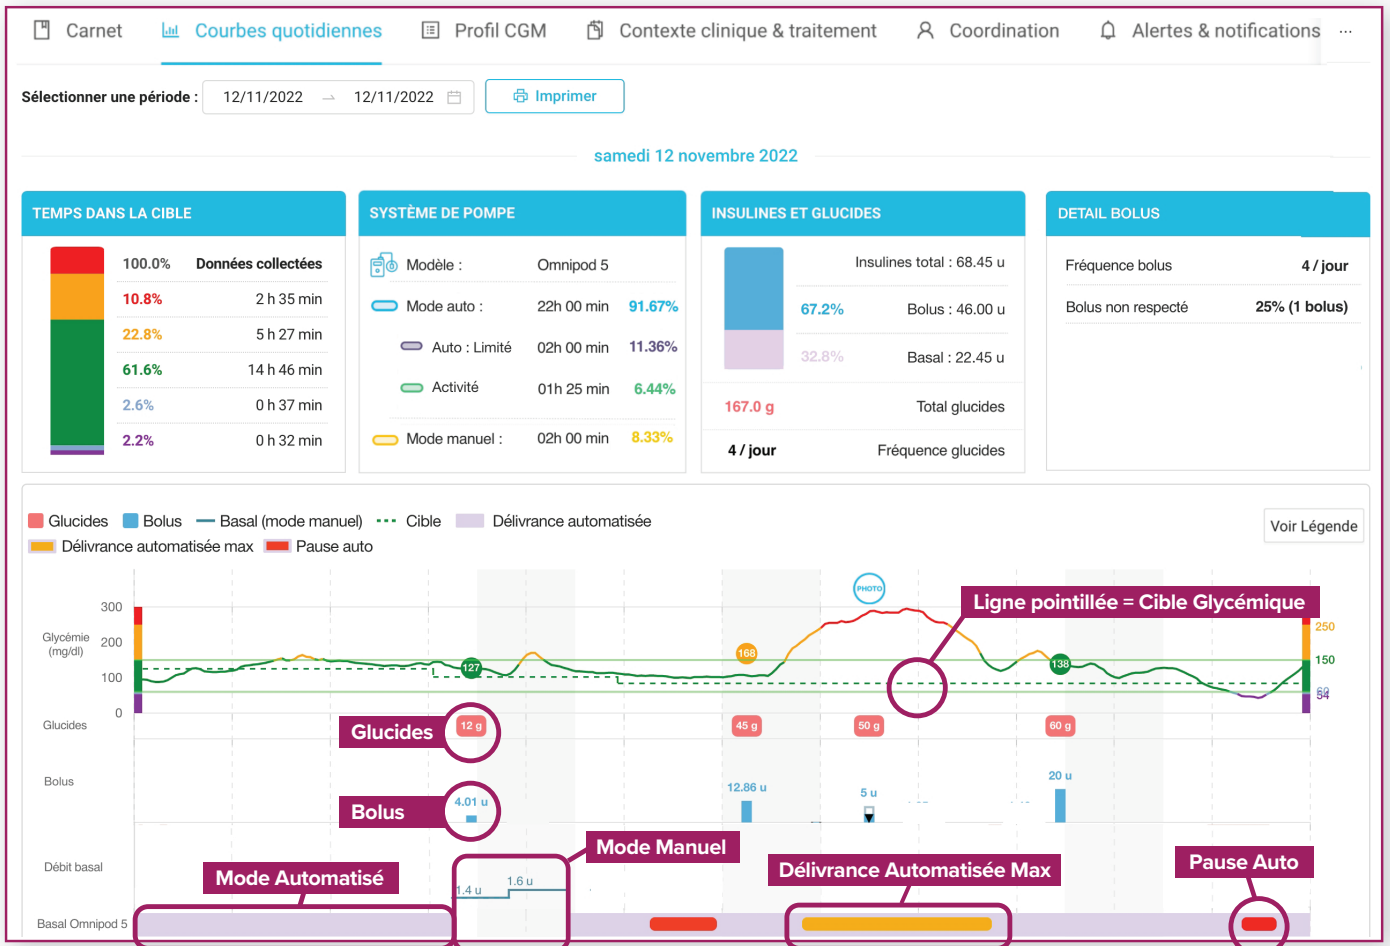 Carnet Courbes quotidiennes Profil CGM Contexte clinique & traitement Coordination Alertes & notifications ...
Sélectionner une période : 12/11/2022 → 12/11/2022 Imprimer
samedi 12 novembre 2022
TEMPS DANS LA CIBLE
100.0% Données collectées
10.8% 2 h 35 min
22.8% 5 h 27 min
61.6% 14 h 46 min
2.6% 0 h 37 min
2.2% 0 h 32 min
SYSTÈME DE POMPE
Modèle : Omnipod 5
Mode auto : 22h 00 min 91.67%
Auto : Limité 02h 00 min 11.36%
Activité 01h 25 min 6.44%
Mode manuel : 02h 00 min 8.33%
INSULINES ET GLUCIDES
Insulines total : 68.45 u
67.2% Bolus : 46.00 u
32.8% Basal : 22.45 u
167.0 g Total glucides
4 / jour Fréquence glucides
DETAIL BOLUS
Fréquence bolus 4 / jour
Bolus non respecté 25% (1 bolus)
Glucides Bolus Basal (mode manuel) Cible Délivrance automatisée
Délivrance automatisée max Pause auto
Voir Légende
PHOTO
Ligne pointillée = Cible Glycémique
300
250
Glycémie 200
(mg/dl)
168
150
127
138
100
54
0
Glucides
Glucides
12 g 45 g 50 g 60 g
Bolus
Bolus
4.01 u 12.86 u 5 u 20 u
Débit basal
Mode Automatisé
Mode Manuel
Délivrance Automatisée Max
Pause Auto
1.4 u 1.6 u
Basal Omnipod 5